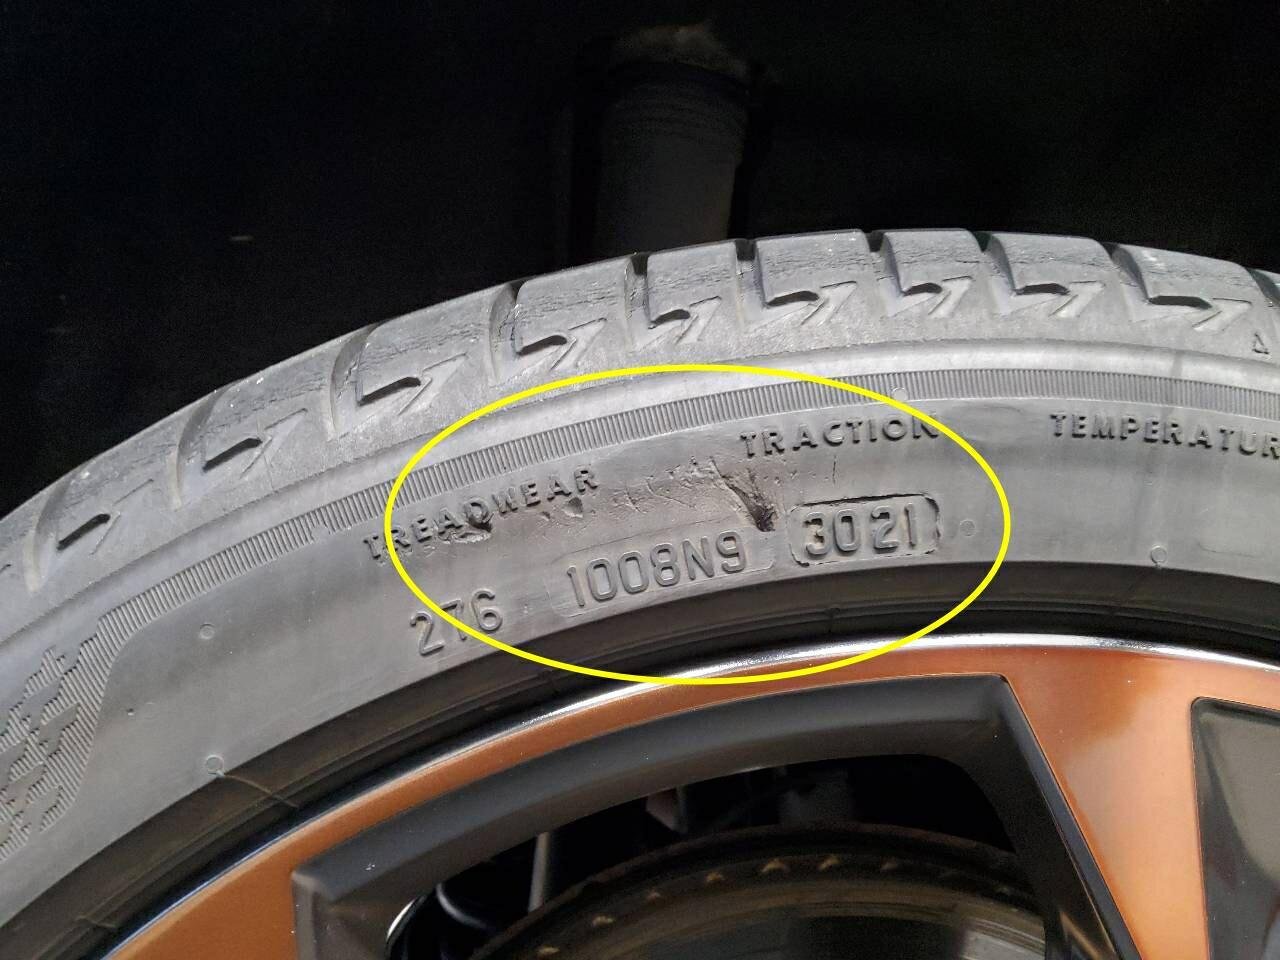 TREADWEAR TRACTION TEMPERATUR
276 1008N9 3021